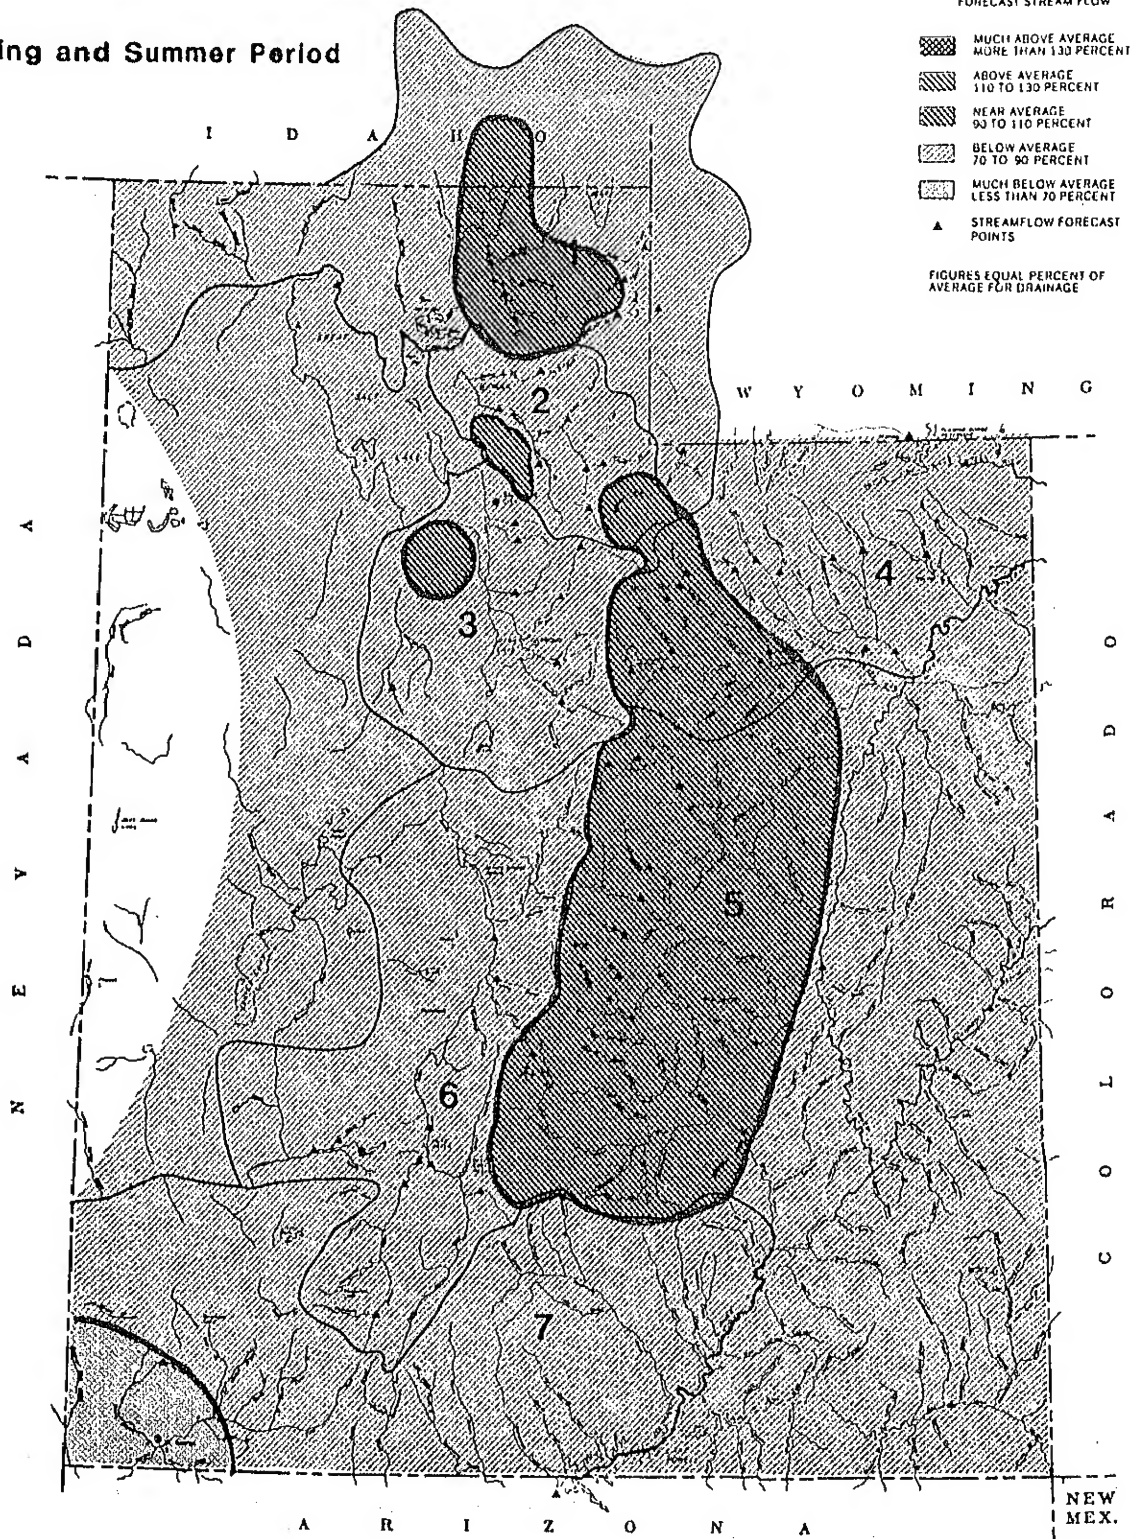 ing and Summer Period
FORECAST STREAM FLOW
MUCH ABOVE AVERAGE
MORE THAN 130 PERCENT
ABOVE AVERAGE
110 TO 130 PERCENT
NEAR AVERAGE
90 TO 110 PERCENT
BELOW AVERAGE
70 TO 90 PERCENT
MUCH BELOW AVERAGE
LESS THAN 70 PERCENT
STREAMFLOW FORECAST
POINTS
FIGURES EQUAL PERCENT OF
AVERAGE FOR DRAINAGE
I D A H O
1
W Y O M I N G
2
4
3
N E V A D A
C O L O R A D O
5
6
7
A R I Z O N A
NEW
MEX.